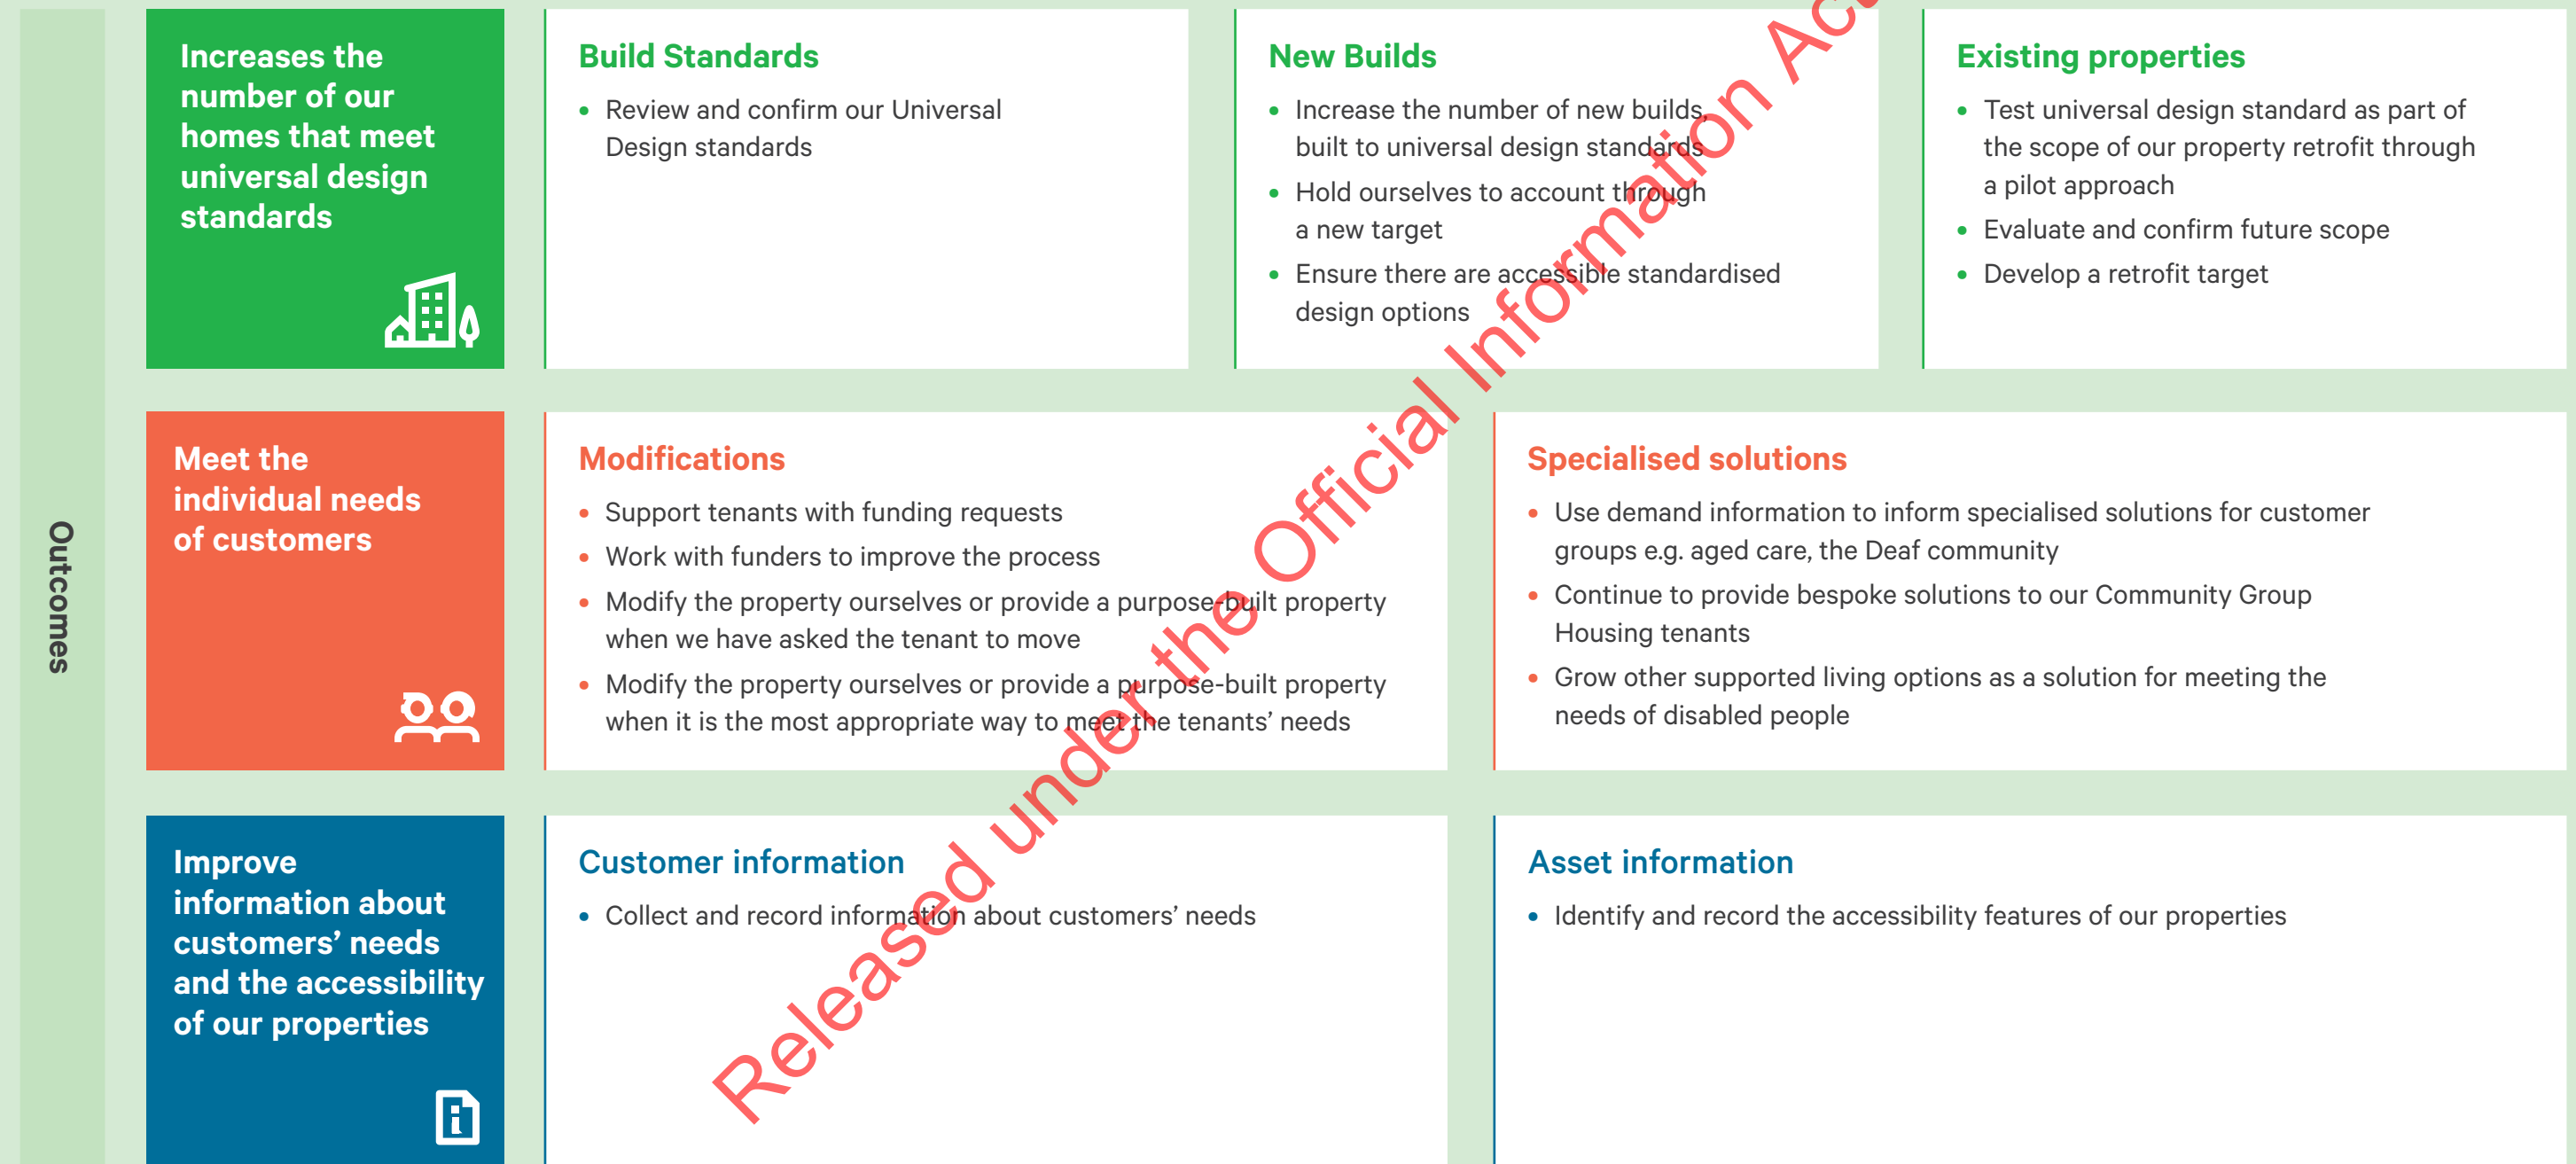 Outcomes
Increases the
number of our
homes that meet
universal design
standards
Build Standards
• Review and confirm our Universal
Design standards
New Builds
• Increase the number of new builds,
built to universal design standards
• Hold ourselves to account through
a new target
• Ensure there are accessible standardised
design options
Existing properties
• Test universal design standard as part of
the scope of our property retrofit through
a pilot approach
• Evaluate and confirm future scope
• Develop a retrofit target
Meet the
individual needs
of customers
Modifications
• Support tenants with funding requests
• Work with funders to improve the process
• Modify the property ourselves or provide a purpose-built property
when we have asked the tenant to move
• Modify the property ourselves or provide a purpose-built property
when it is the most appropriate way to meet the tenants’ needs
Specialised solutions
• Use demand information to inform specialised solutions for customer
groups e.g. aged care, the Deaf community
• Continue to provide bespoke solutions to our Community Group
Housing tenants
• Grow other supported living options as a solution for meeting the
needs of disabled people
Improve
information about
customers’ needs
and the accessibility
of our properties
Customer information
• Collect and record information about customers’ needs
Asset information
• Identify and record the accessibility features of our properties
Released under the Official Information Act